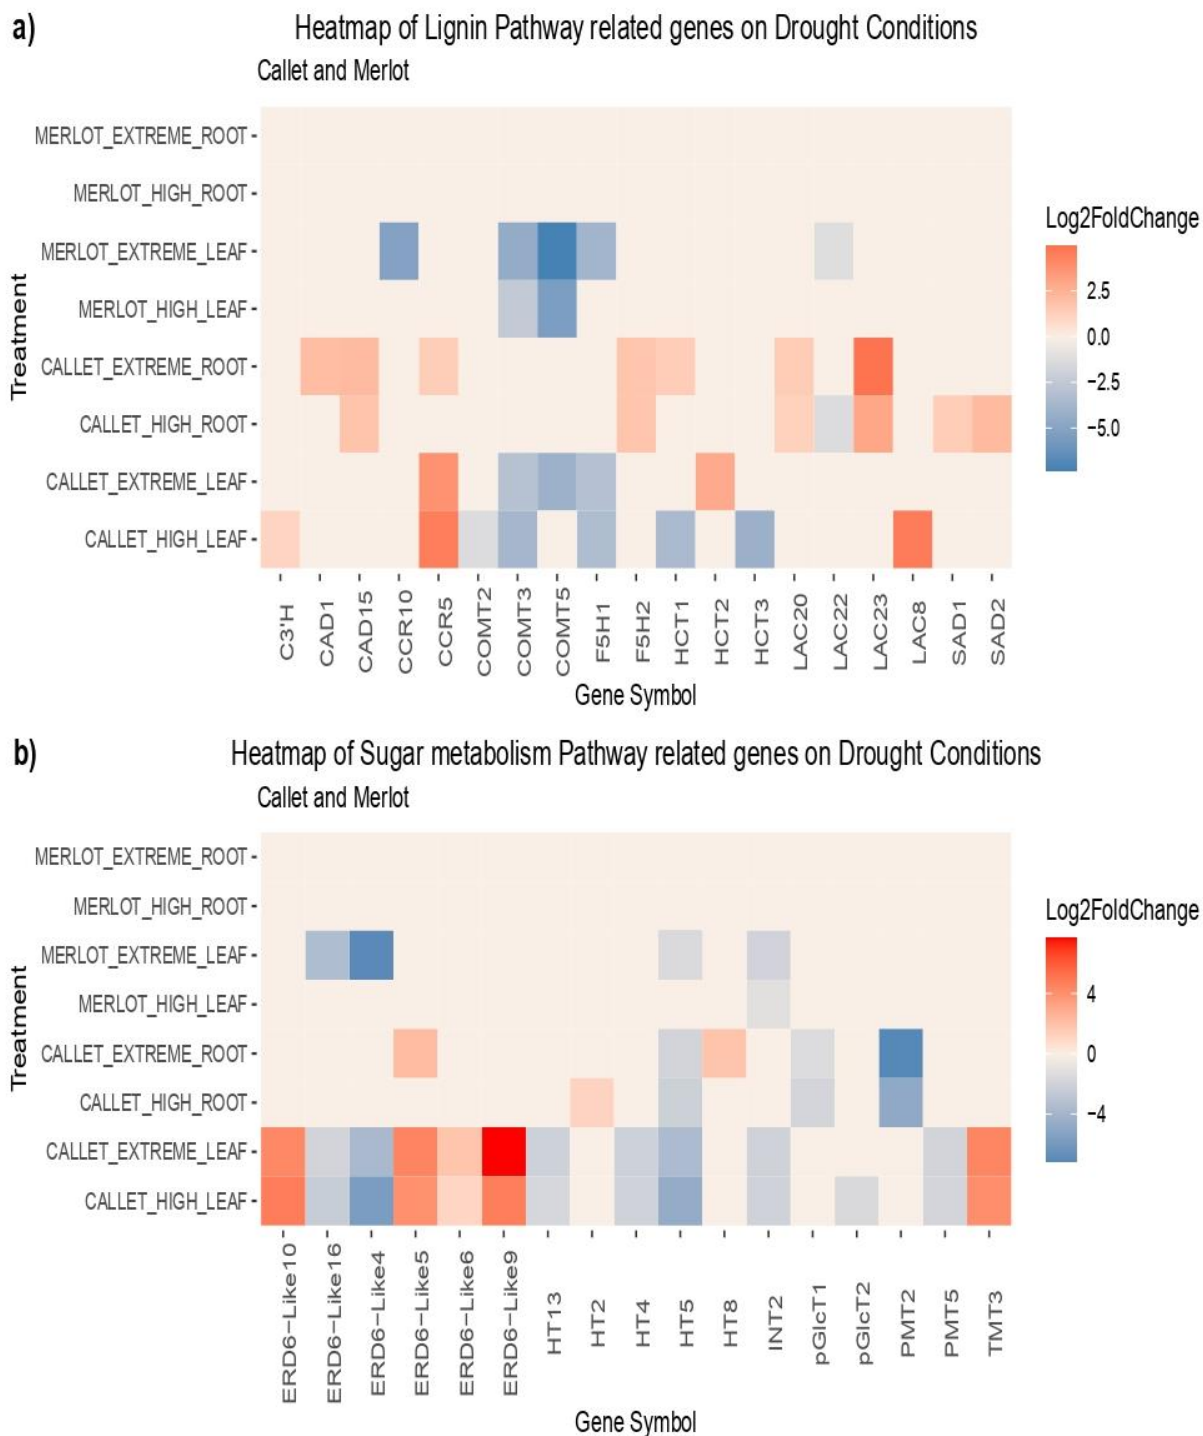 a)
Heatmap of Lignin Pathway related genes on Drought Conditions
Callet and Merlot
Treatment
MERLOT_EXTREME_ROOT
MERLOT_HIGH_ROOT
MERLOT_EXTREME_LEAF
MERLOT_HIGH_LEAF
CALLET_EXTREME_ROOT
CALLET_HIGH_ROOT
CALLET_EXTREME_LEAF
CALLET_HIGH_LEAF
C3'H
CAD1
CAD15
CCR10
CCR5
COMT2
COMT3
COMT5
F5H1
F5H2
HCT1
HCT2
HCT3
LAC20
LAC22
LAC23
LAC8
SAD1
SAD2
Gene Symbol
Log2FoldChange
2.5
0.0
−2.5
−5.0
b)
Heatmap of Sugar metabolism Pathway related genes on Drought Conditions
Callet and Merlot
Treatment
MERLOT_EXTREME_ROOT
MERLOT_HIGH_ROOT
MERLOT_EXTREME_LEAF
MERLOT_HIGH_LEAF
CALLET_EXTREME_ROOT
CALLET_HIGH_ROOT
CALLET_EXTREME_LEAF
CALLET_HIGH_LEAF
ERD6−Like10
ERD6−Like16
ERD6−Like4
ERD6−Like5
ERD6−Like6
ERD6−Like9
HT13
HT2
HT4
HT5
HT8
INT2
pGlcT1
pGlcT2
PMT2
PMT5
TMT3
Gene Symbol
Log2FoldChange
4
0
−4